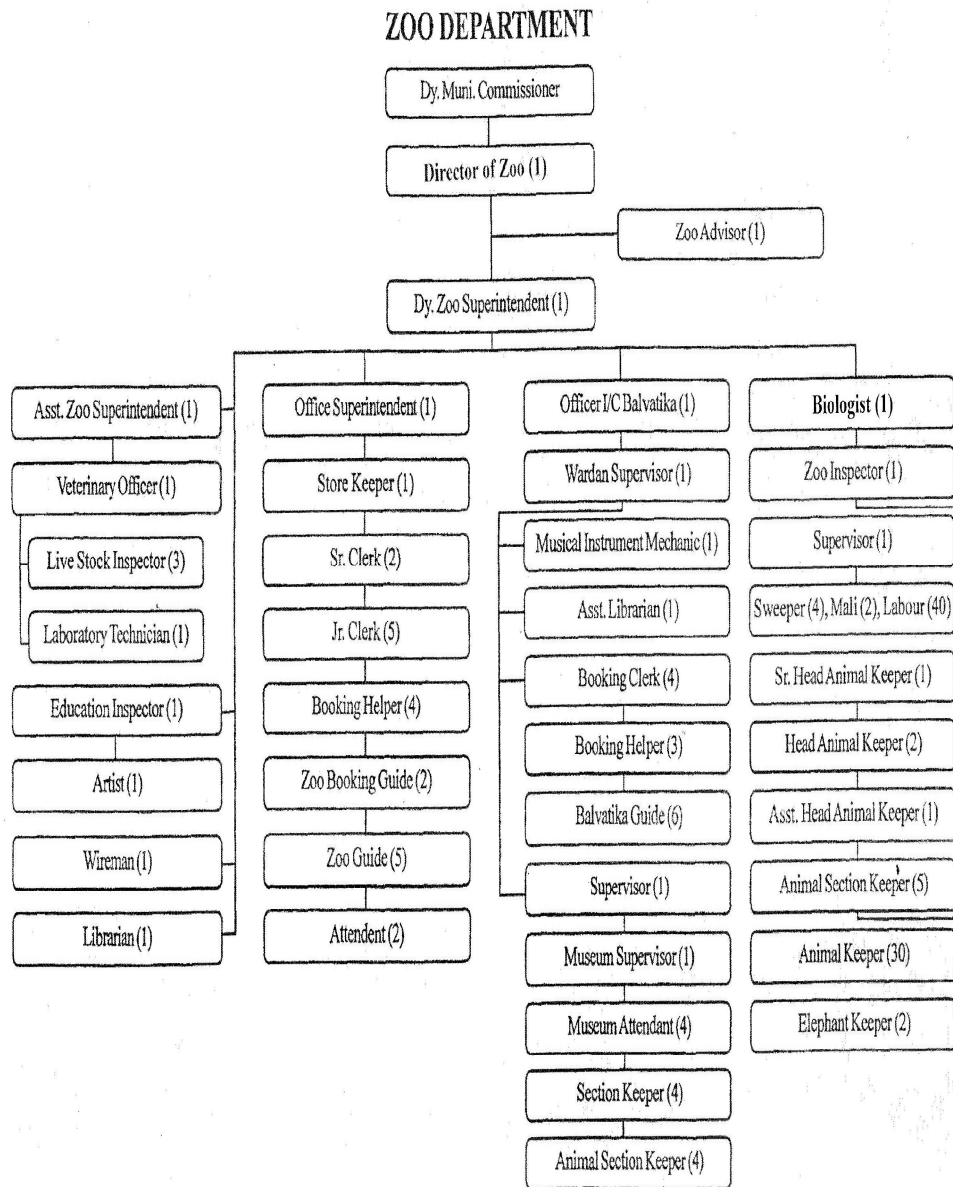 ZOO DEPARTMENT
Dy. Muni. Commissioner
Director of Zoo (1)
Zoo Advisor (1)
Dy. Zoo Superintendent (1)
Asst. Zoo Superintendent (1)
Veterinary Officer (1)
Live Stock Inspector (3)
Laboratory Technician (1)
Education Inspector (1)
Artist (1)
Wireman (1)
Librarian (1)
Office Superintendent (1)
Store Keeper (1)
Sr. Clerk (2)
Jr. Clerk (5)
Booking Helper (4)
Zoo Booking Guide (2)
Zoo Guide (5)
Attendent (2)
Officer I/C Balvatika (1)
Wardan Supervisor (1)
Musical Instrument Mechanic (1)
Asst. Librarian (1)
Booking Clerk (4)
Booking Helper (3)
Balvatika Guide (6)
Supervisor (1)
Museum Supervisor (1)
Museum Attendant (4)
Section Keeper (4)
Animal Section Keeper (4)
Biologist (1)
Zoo Inspector (1)
Supervisor (1)
Sweeper (4), Mali (2), Labour (40)
Sr. Head Animal Keeper (1)
Head Animal Keeper (2)
Asst. Head Animal Keeper (1)
Animal Section Keeper (5)
Animal Keeper (30)
Elephant Keeper (2)